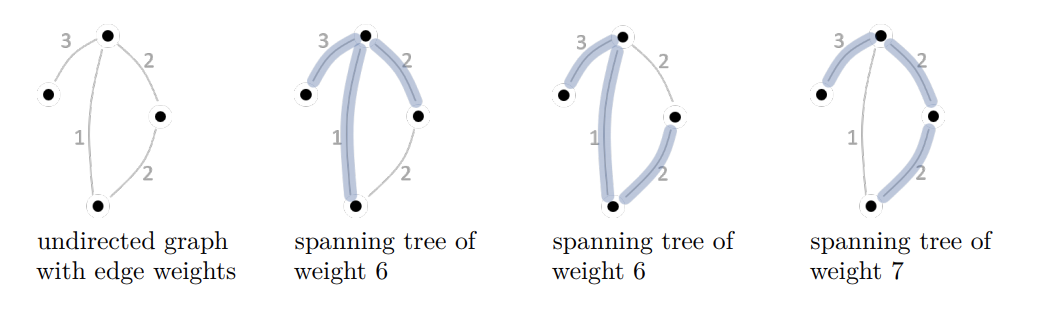 3
2
1
2
undirected graph
with edge weights
3
2
1
2
spanning tree of
weight 6
3
2
1
2
spanning tree of
weight 6
3
2
1
2
spanning tree of
weight 7